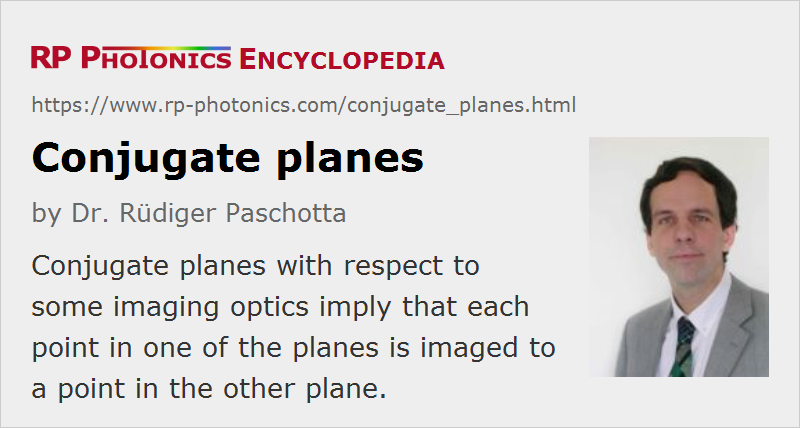 RP PHOTONICS ENCYCLOPEDIA
https://www.rp-photonics.com/conjugate_planes.html
Conjugate planes
by Dr. Rüdiger Paschotta
Conjugate planes with respect to
some imaging optics imply that each
point in one of the planes is imaged to
a point in the other plane.